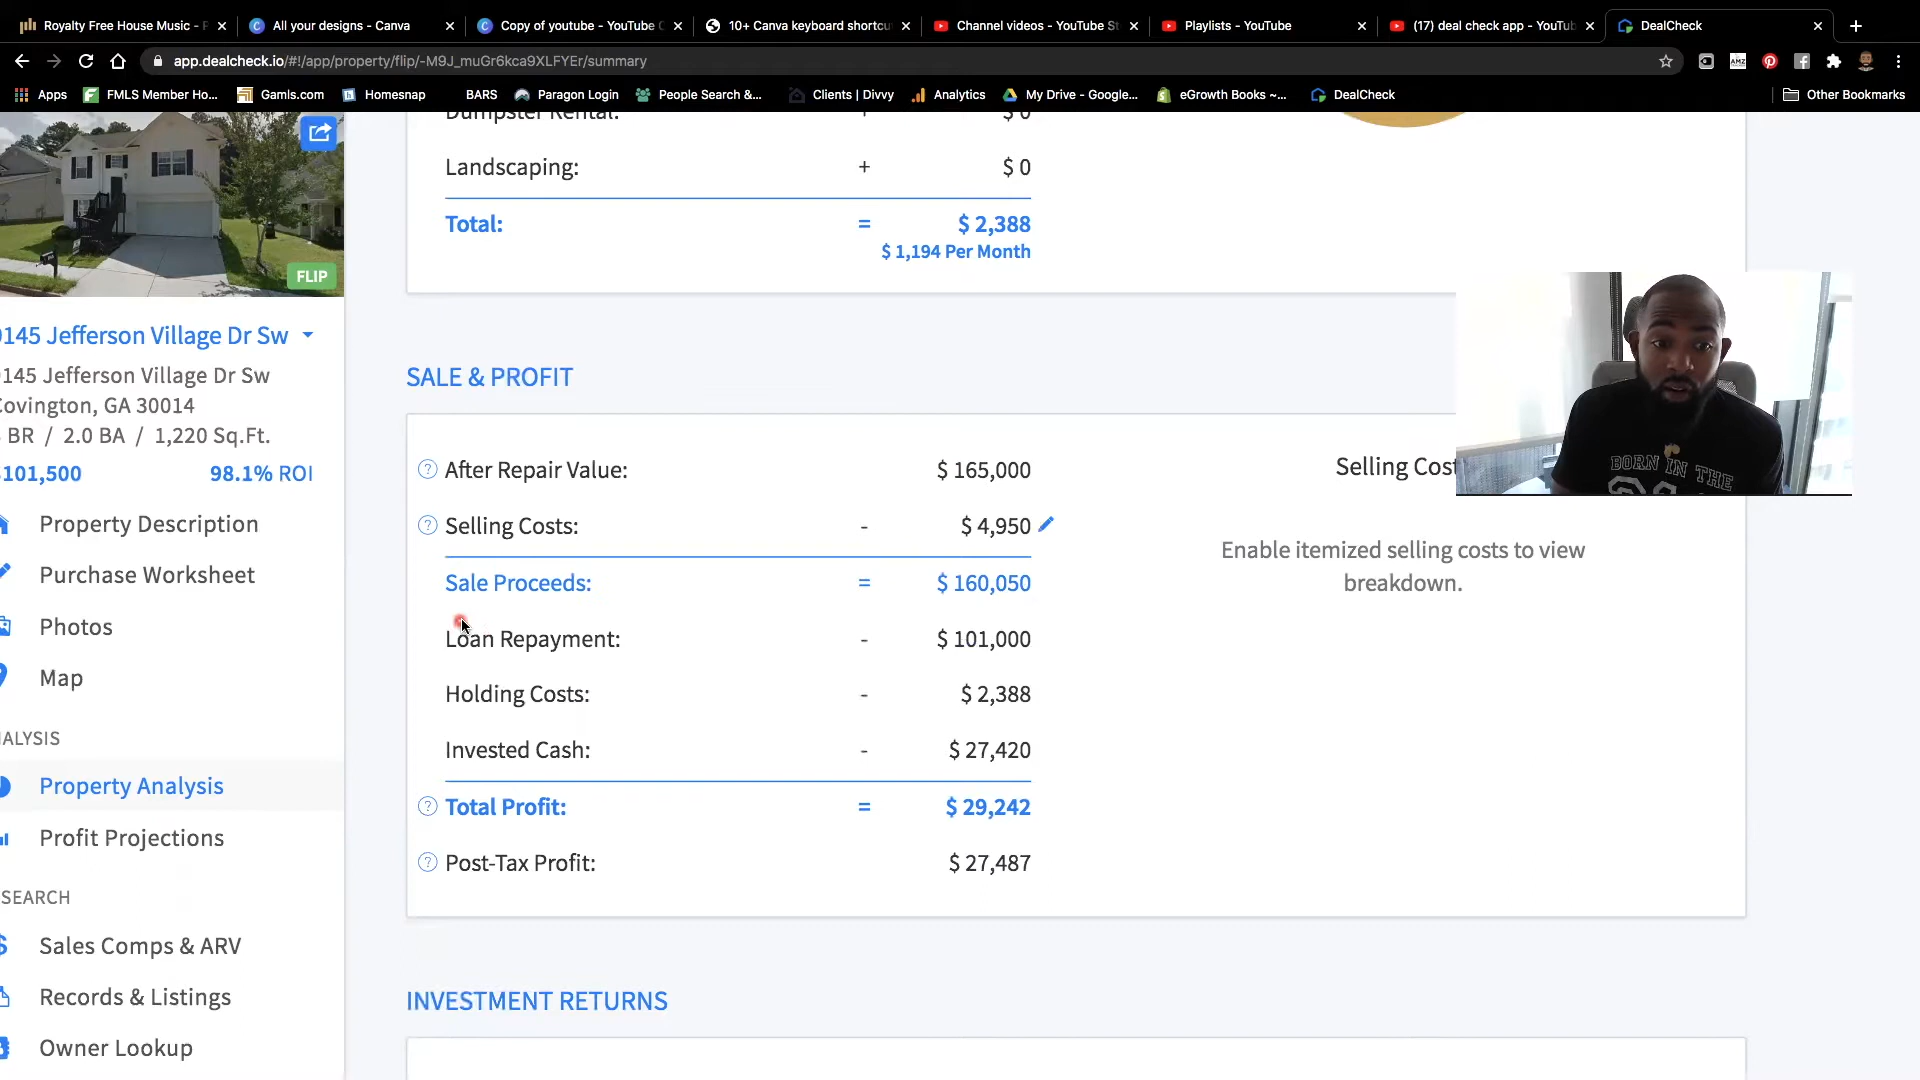 Royalty Free House Music -
All your designs - Canva
Copy of youtube - YouTube
10+ Canva keyboard shortcu
Channel videos - YouTube St
Playlists - YouTube
(17) deal check app - YouTub
DealCheck
app.dealcheck.io/#!/app/property/flip/-M9J_muGr6kca9XLFYEr/summary
Apps
FMLS Member Ho...
Gamls.com
Homesnap
BARS
Paragon Login
People Search &...
Clients | Divvy
Analytics
My Drive - Google...
eGrowth Books ~...
DealCheck
Other Bookmarks
FLIP
145 Jefferson Village Dr Sw
145 Jefferson Village Dr Sw
Covington, GA 30014
BR / 2.0 BA / 1,220 Sq.Ft.
101,500 98.1% ROI
Property Description
Purchase Worksheet
Photos
Map
ALYSIS
Property Analysis
Profit Projections
SEARCH
Sales Comps & ARV
Records & Listings
Owner Lookup
Dumpster Rental: + $ 0
Landscaping: + $ 0
Total: = $ 2,388
$ 1,194 Per Month
SALE & PROFIT
After Repair Value: $ 165,000
Selling Costs: - $ 4,950
Sale Proceeds: = $ 160,050
Loan Repayment: - $ 101,000
Holding Costs: - $ 2,388
Invested Cash: - $ 27,420
Total Profit: = $ 29,242
Post-Tax Profit: $ 27,487
Selling Cost
Enable itemized selling costs to view
breakdown.
BORN IN THE
INVESTMENT RETURNS